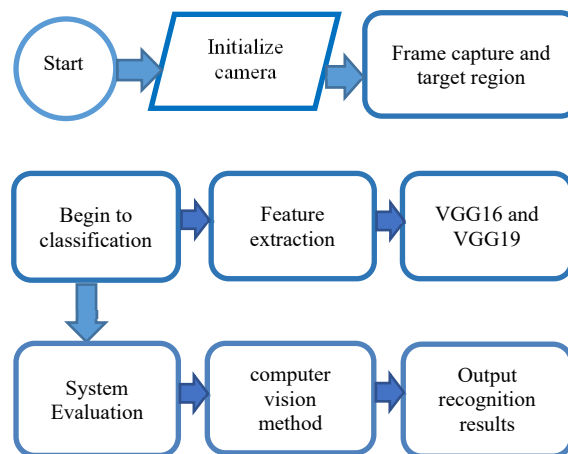 Start
Initialize
camera
Frame capture and
target region
Begin to
classification
Feature
extraction
VGG16 and
VGG19
System
Evaluation
computer
vision
method
Output
recognition
results